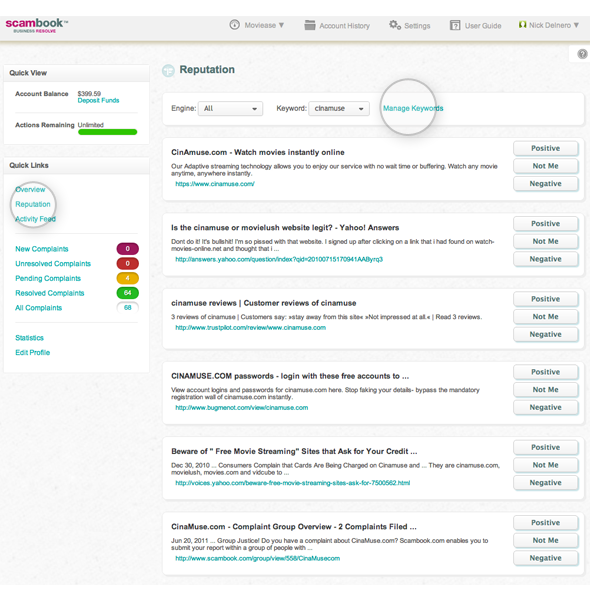 scambook™
BUSINESS RESOLVE
Moviease ▼
Account History
Settings
User Guide
Nick Delnero ▼
?
Quick View
Account Balance $399.59
Deposit Funds
Actions Remaining Unlimited
Quick Links
Overview
Reputation
Activity Feed
New Complaints 0
Unresolved Complaints 0
Pending Complaints 4
Resolved Complaints 64
All Complaints 68
Statistics
Edit Profile
Reputation
Engine: All Keyword: cinamuse Manage Keywords
CinAmuse.com - Watch movies instantly online
Our Adaptive streaming technology allows you to enjoy our service with no wait time or buffering. Watch any movie
anytime, anywhere instantly.
https://www.cinamuse.com/
Positive
Not Me
Negative
Is the cinamuse or movielush website legit? - Yahoo! Answers
Dont do it! It's bullshit! I'm so pissed with that website. I signed up after clicking on a link that i had found on watch-
movies-online.net and thought that i ...
http://answers.yahoo.com/question/index?qid=20100715170941AAByrq3
Positive
Not Me
Negative
cinamuse reviews | Customer reviews of cinamuse
3 reviews of cinamuse | Customers say: »stay away from this site« »Not impressed at all.« | Read 3 reviews.
http://www.trustpilot.com/review/www.cinamuse.com
Positive
Not Me
Negative
CINAMUSE.COM passwords - login with these free accounts to ...
View account logins and passwords for cinamuse.com here. Stop faking your details- bypass the mandatory
registration wall of cinamuse.com instantly.
http://www.bugmenot.com/view/cinamuse.com
Positive
Not Me
Negative
Beware of " Free Movie Streaming" Sites that Ask for Your Credit ...
Dec 30, 2010 ... Consumers Complain that Cards Are Being Charged on Cinamuse and ... They are cinamuse.com,
movielush, movies.com and vidcube to ...
http://voices.yahoo.com/beware-free-movie-streaming-sites-ask-for-7500562.html
Positive
Not Me
Negative
CinaMuse.com - Complaint Group Overview - 2 Complaints Filed ...
Jun 20, 2011 ... Group Justice! Do you have a complaint about CinaMuse.com? Scambook.com enables you to
submit your report within a group of people with ...
http://www.scambook.com/group/view/558/CinaMusecom
Positive
Not Me
Negative